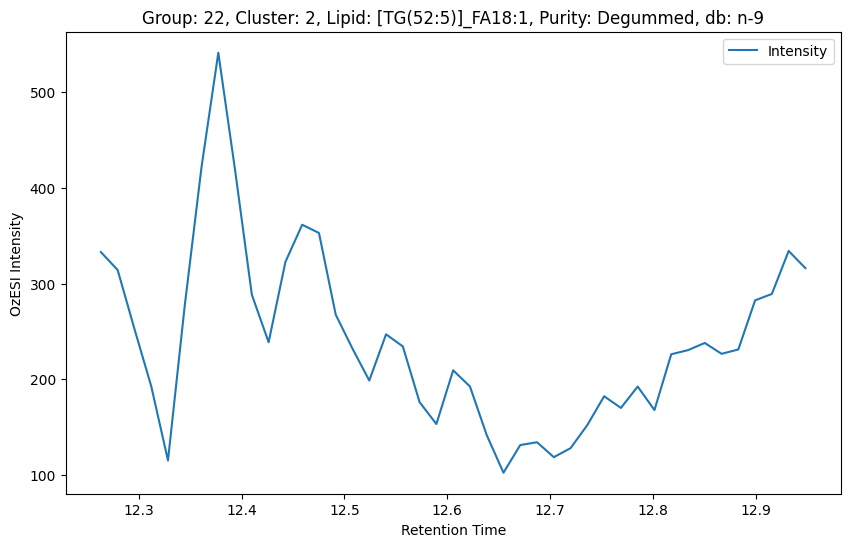 Group: 22, Cluster: 2, Lipid: [TG(52:5)]_FA18:1, Purity: Degummed, db: n-9
Intensity
OzESI Intensity
500
400
300
200
100
12.3 12.4 12.5 12.6 12.7 12.8 12.9
Retention Time